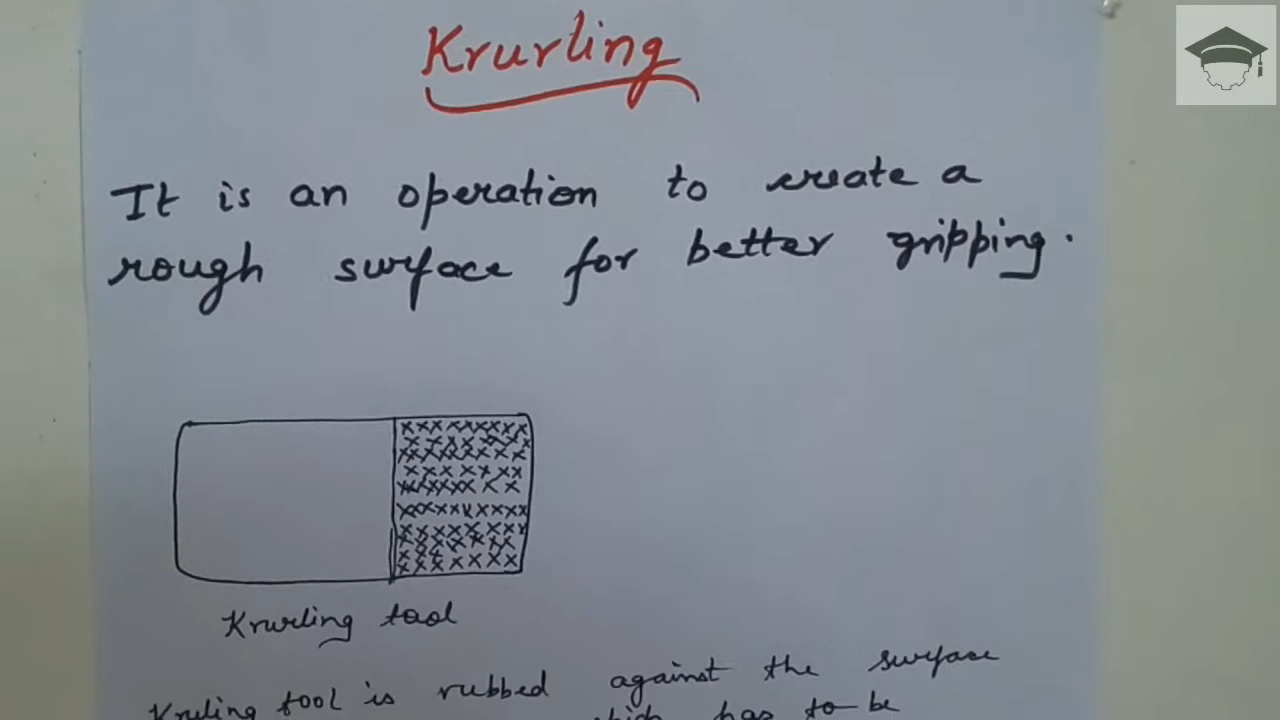 Krurling
It is an operation to create a
rough surface for better gripping.
Krurling tool
Kruling tool is rubbed against the surface
which has to be